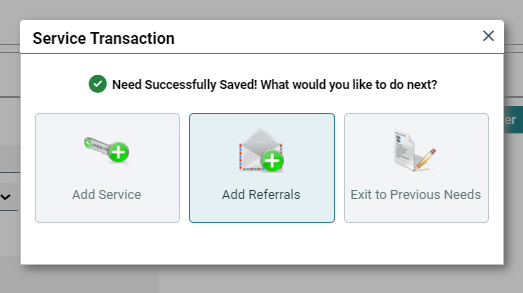 Service Transaction
Need Successfully Saved! What would you like to do next?
er
Add Service
Add Referrals
Exit to Previous Needs